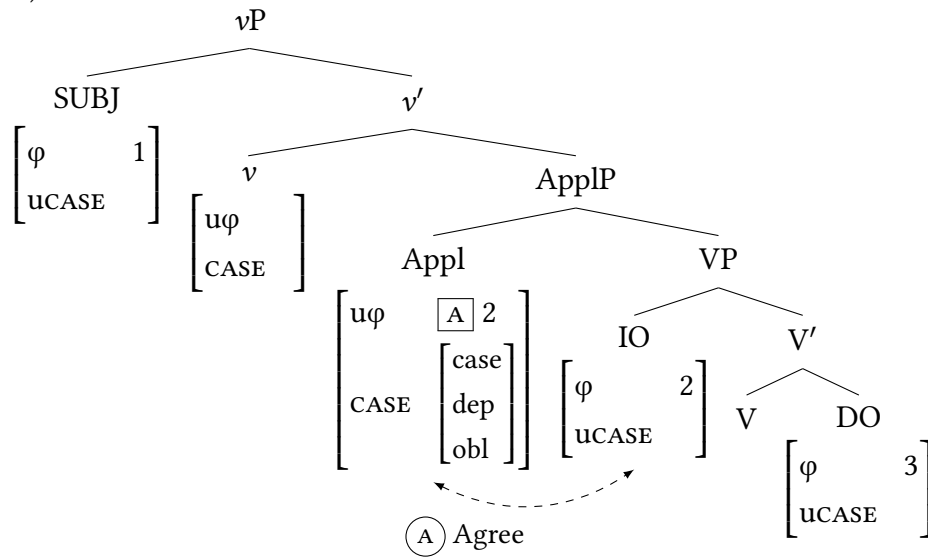 vP
SUBJ v′
φ 1
uCASE
v ApplP
uφ
CASE
Appl VP
uφ A 2
CASE case
dep
obl
IO V′
φ 2
uCASE
V DO
φ 3
uCASE
A Agree